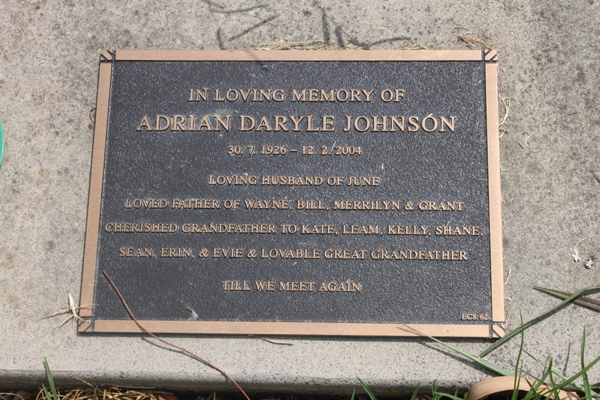 IN LOVING MEMORY OF
ADRIAN DARYLE JOHNSON
30. 7. 1926 – 12. 2. 2004
LOVING HUSBAND OF JUNE
LOVED FATHER OF WAYNE, BILL, MERRILYN & GRANT
CHERISHED GRANDFATHER TO KATE, LEAM, KELLY, SHANE,
SEAN, ERIN, & EVIE & LOVABLE GREAT GRANDFATHER
TILL WE MEET AGAIN
EC8 62